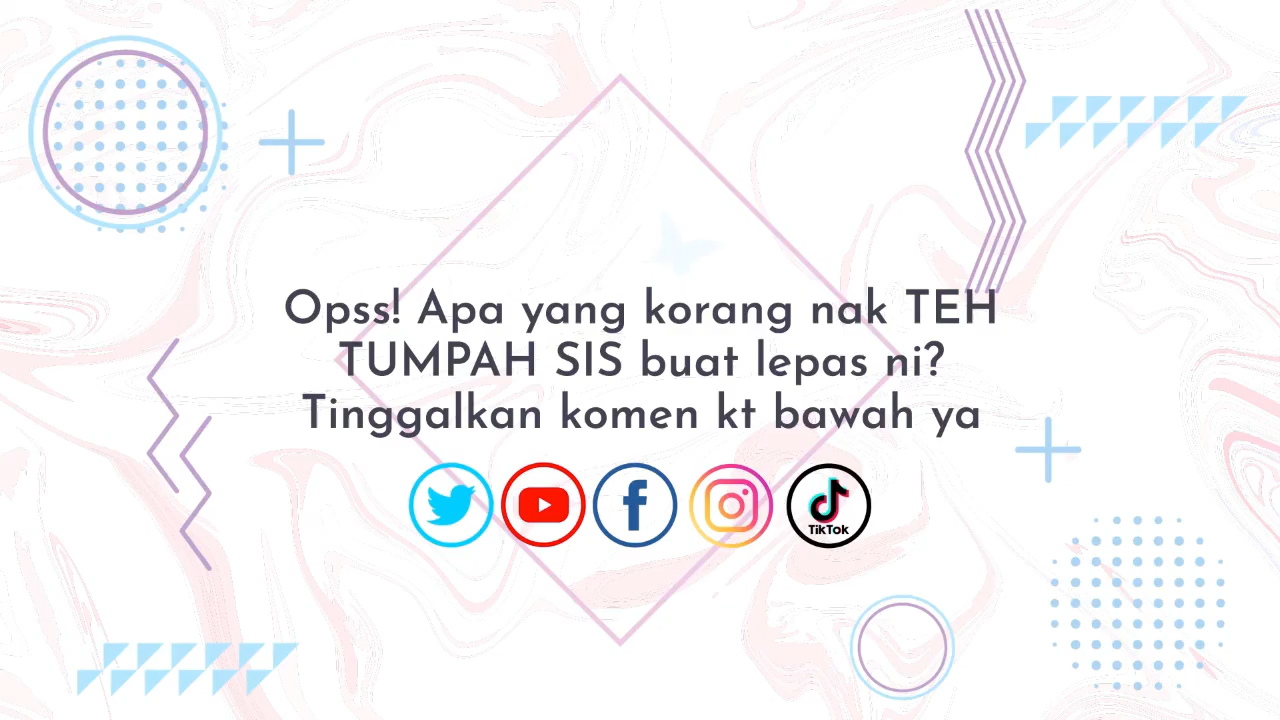 Opss! Apa yang korang nak TEH
TUMPAH SIS buat lepas ni?
Tinggalkan komen kt bawah ya
TikTok